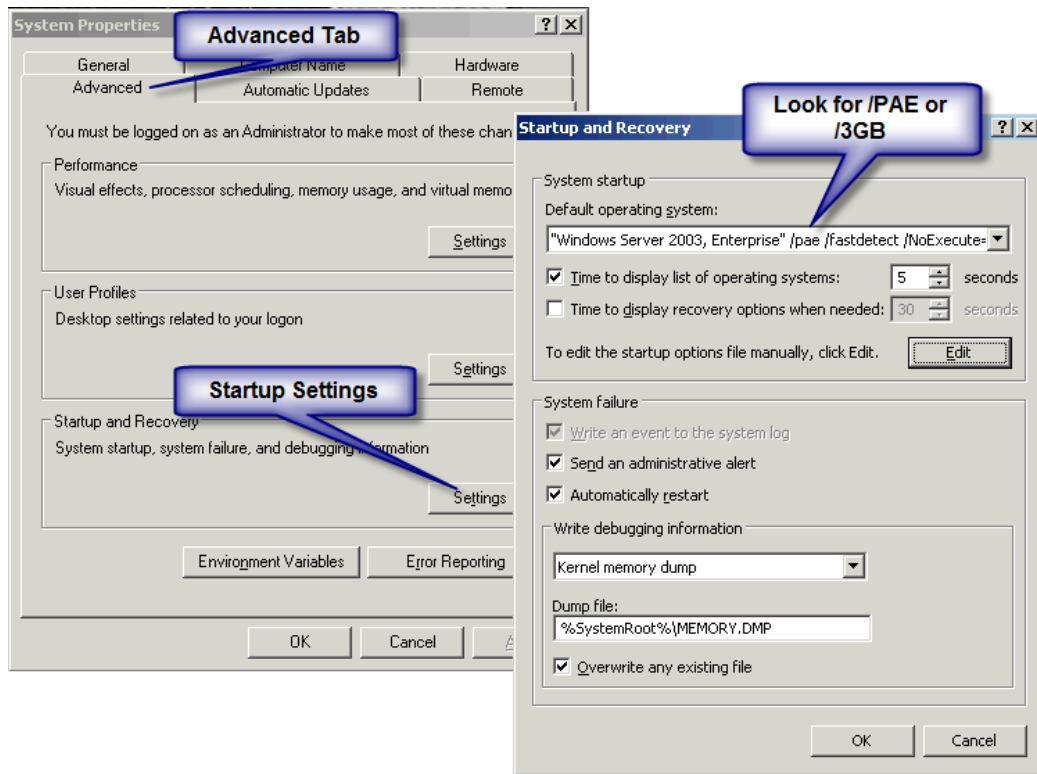 System Properties
Advanced Tab
General
Computer Name
Hardware
Advanced
Automatic Updates
Remote
You must be logged on as an Administrator to make most of these chan
Performance
Visual effects, processor scheduling, memory usage, and virtual memo
Settings
User Profiles
Desktop settings related to your logon
Settings
Startup Settings
Startup and Recovery
System startup, system failure, and debugging information
Settings
Environment Variables
Error Reporting
OK
Cancel
Look for /PAE or
/3GB
Startup and Recovery
System startup
Default operating system:
"Windows Server 2003, Enterprise" /pae /fastdetect /NoExecute=
Time to display list of operating systems:
5
seconds
Time to display recovery options when needed:
30
seconds
To edit the startup options file manually, click Edit.
Edit
System failure
Write an event to the system log
Send an administrative alert
Automatically restart
Write debugging information
Kernel memory dump
Dump file:
%SystemRoot%\MEMORY.DMP
Overwrite any existing file
OK
Cancel